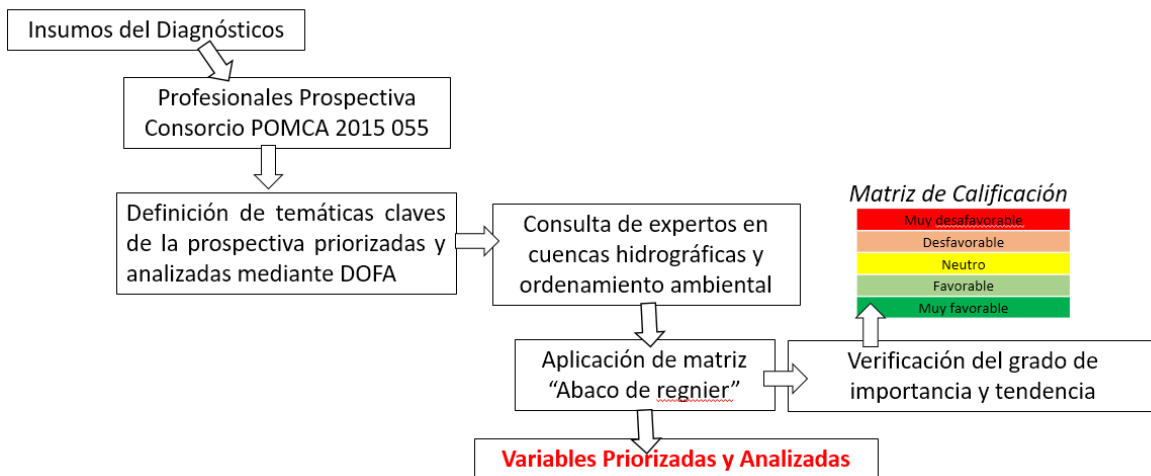 Insumos del Diagnósticos
Profesionales Prospectiva
Consorcio POMCA 2015 055
Definición de temáticas claves
de la prospectiva priorizadas y
analizadas mediante DOFA
Consulta de expertos en
cuencas hidrográficas y
ordenamiento ambiental
Matriz de Calificación
Muy desafavorable
Desfavorable
Neutro
Favorable
Muy favorable
Aplicación de matriz
“Abaco de regnier”
Verificación del grado de
importancia y tendencia
Variables Priorizadas y Analizadas